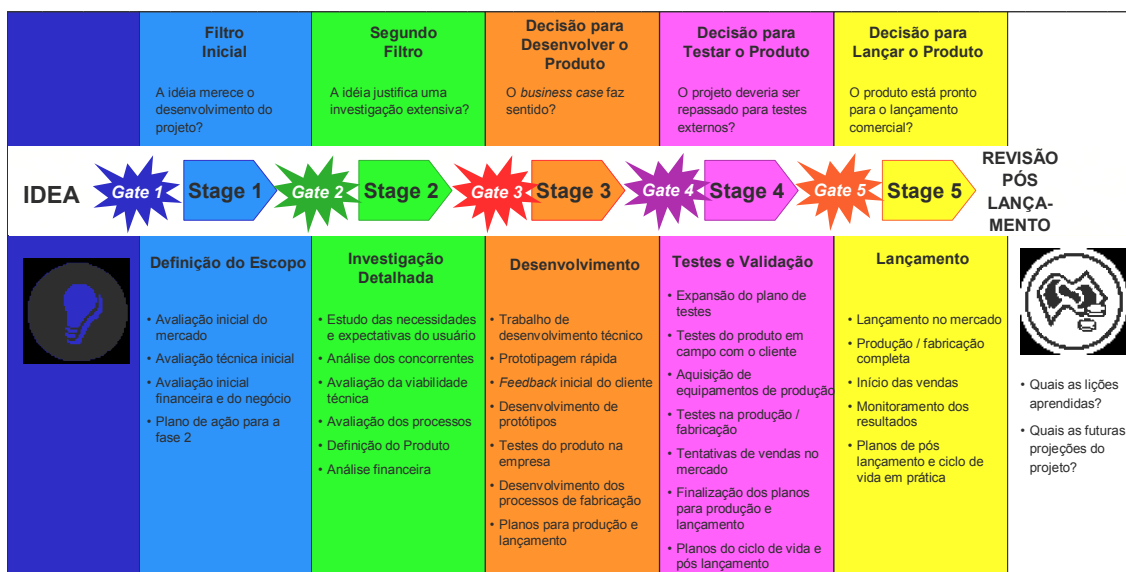 Filtro
Inicial
A idéia merece o
desenvolvimento do
projeto?
Segundo
Filtro
A idéia justifica uma
investigação extensiva?
Decisão para
Desenvolver o
Produto
O business case faz
sentido?
Decisão para
Testar o Produto
O projeto deveria ser
repassado para testes
externos?
Decisão para
Lançar o Produto
O produto está pronto
para o lançamento
comercial?
IDEA
Gate 1
Stage 1
Gate 2
Stage 2
Gate 3
Stage 3
Gate 4
Stage 4
Gate 5
Stage 5
REVISÃO
PÓS
LANÇA-
MENTO
Definição do Escopo
• Avaliação inicial do
mercado
• Avaliação técnica inicial
• Avaliação inicial
financeira e do negócio
• Plano de ação para a
fase 2
Investigação
Detalhada
• Estudo das necessidades
e expectativas do usuário
• Análise dos concorrentes
• Avaliação da viabilidade
técnica
• Avaliação dos processos
• Definição do Produto
• Análise financeira
Desenvolvimento
• Trabalho de
desenvolvimento técnico
• Prototipagem rápida
• Feedback inicial do cliente
• Desenvolvimento de
protótipos
• Testes do produto na
empresa
• Desenvolvimento dos
processos de fabricação
• Planos para produção e
lançamento
Testes e Validação
• Expansão do plano de
testes
• Testes do produto em
campo com o cliente
• Aquisição de
equipamentos de produção
• Testes na produção /
fabricação
• Tentativas de vendas no
mercado
• Finalização dos planos
para produção e
lançamento
• Planos do ciclo de vida e
pós lançamento
Lançamento
• Lançamento no mercado
• Produção / fabricação
completa
• Início das vendas
• Monitoramento dos
resultados
• Planos de pós
lançamento e ciclo de
vida em prática
• Quais as lições
aprendidas?
• Quais as futuras
projeções do
projeto?